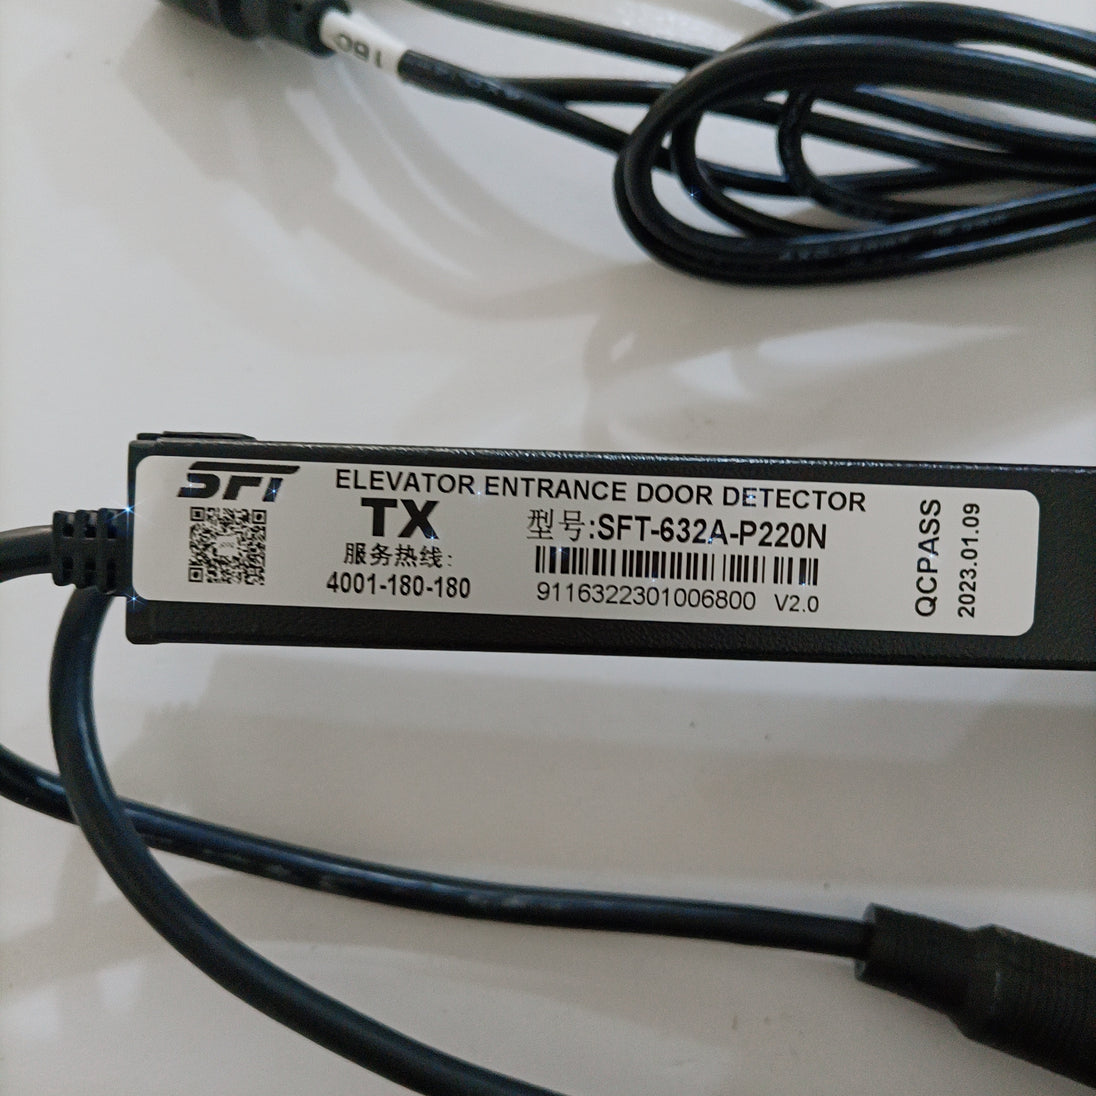 18C
SFT
ELEVATOR ENTRANCE DOOR DETECTOR
TX
服务热线:
4001-180-180
型号:SFT-632A-P220N
9116322301006800 V2.0
QCPASS
2023.01.09